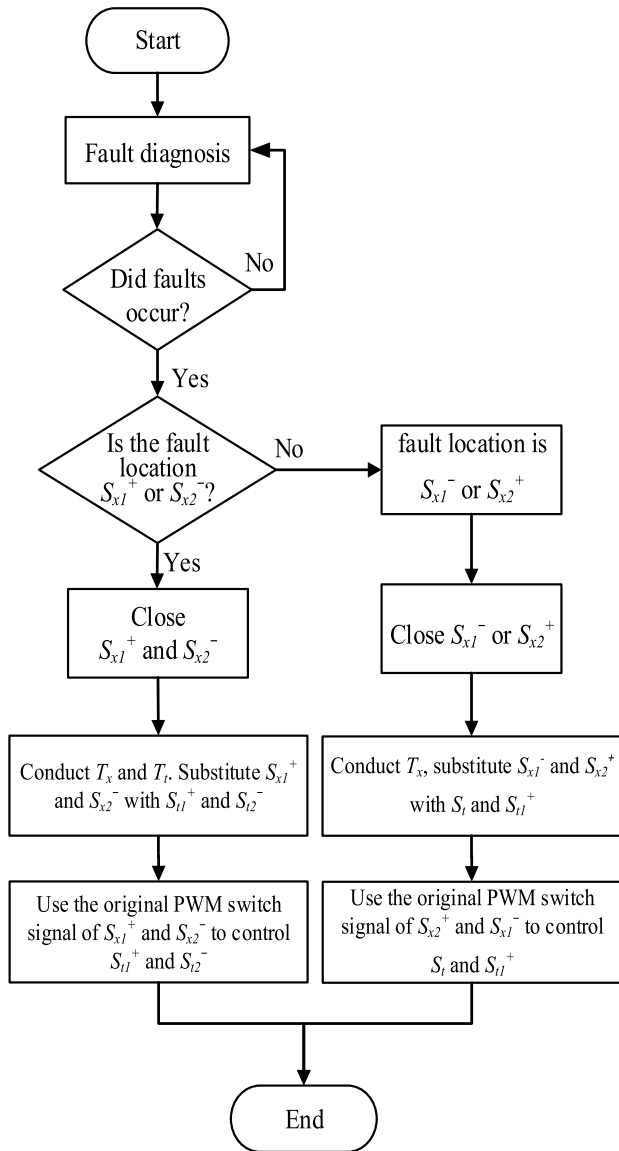 Start
Fault diagnosis
No
Did faults
occur?
Yes
Is the fault
location
Sx1+ or Sx2-?
No
fault location is
Sx1- or Sx2+
Yes
Close
Sx1+ and Sx2-
Close Sx1- or Sx2+
Conduct Tx and Tt. Substitute Sx1+
and Sx2- with St1+ and St2-
Conduct Tx, substitute Sx1- and Sx2+
with St and St1+
Use the original PWM switch
signal of Sx1+ and Sx2- to control
St1+ and St2-
Use the original PWM switch
signal of Sx2+ and Sx1- to control
St and St1+
End